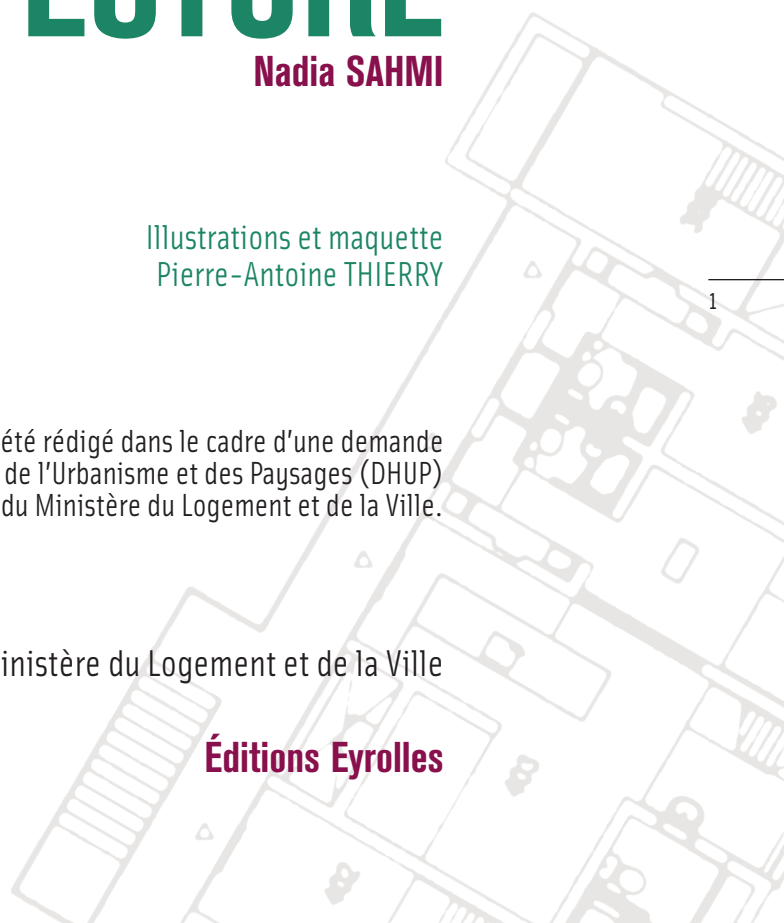 ECTURE
Nadia SAHMI
Illustrations et maquette
Pierre-Antoine THIERRY
1
été rédigé dans le cadre d'une demande
de l'Urbanisme et des Paysages (DHUP)
du Ministère du Logement et de la Ville.
inistère du Logement et de la Ville
Éditions Eyrolles